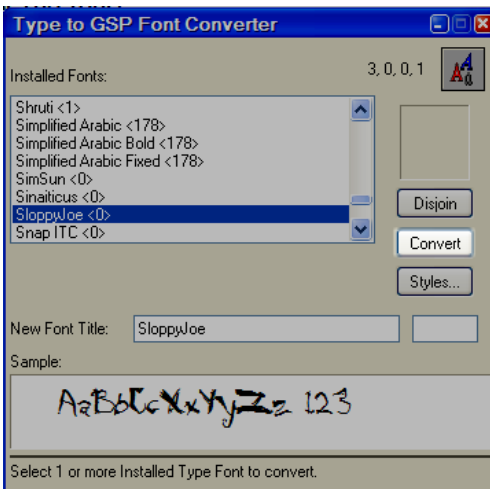 Type to GSP Font Converter
Installed Fonts:
3, 0, 0, 1
Shruti <1>
Simplified Arabic <178>
Simplified Arabic Bold <178>
Simplified Arabic Fixed <178>
SimSun <0>
Sinaiticus <0>
SloppyJoe <0>
Snap ITC <0>
Disjoin
Convert
Styles...
New Font Title:
SloppyJoe
Sample:
AaBbCcXxYyZz 123
Select 1 or more Installed Type Font to convert.